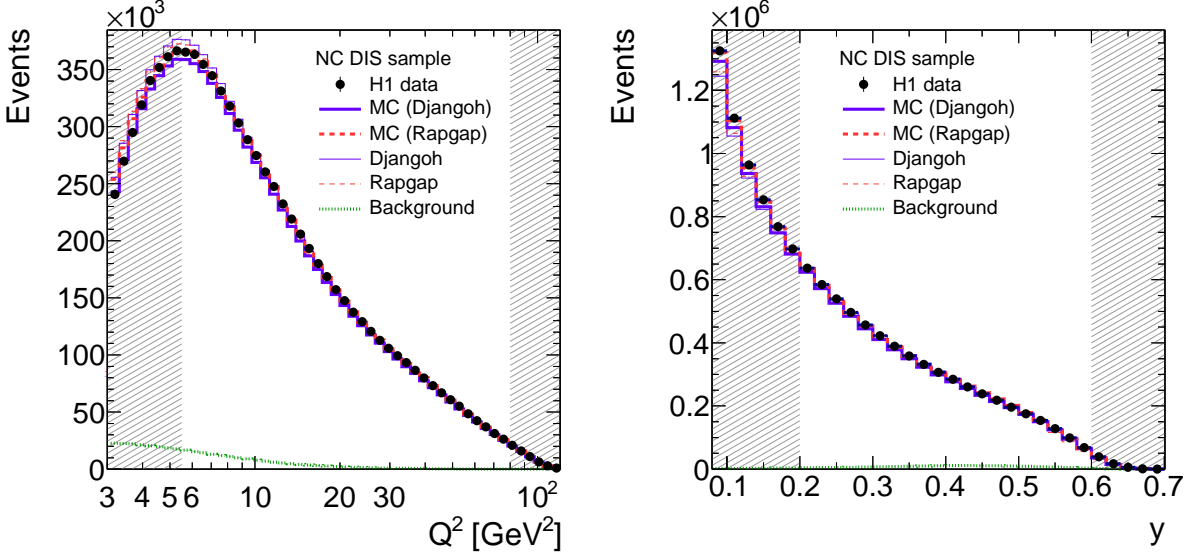 ×10³
Events
350
300
250
200
150
100
50
0
3 4 5 6 10 20 30 10²
Q² [GeV²]
NC DIS sample
H1 data
MC (Djangoh)
MC (Rapgap)
Djangoh
Rapgap
Background
×10⁶
Events
1.2
1
0.8
0.6
0.4
0.2
0
0.1 0.2 0.3 0.4 0.5 0.6 0.7
y
NC DIS sample
H1 data
MC (Djangoh)
MC (Rapgap)
Djangoh
Rapgap
Background